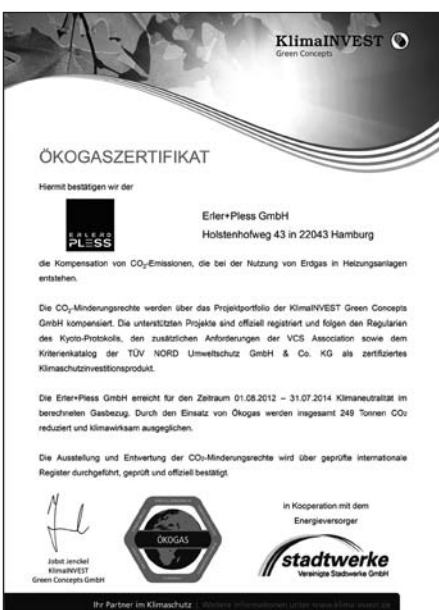 KlimaINVEST
Green Concepts
ÖKOGASZERTIFIKAT
Hiermit bestätigen wir der
ERLER+
PLESS
Erler+Pless GmbH
Holstenhofweg 43 in 22043 Hamburg
die Kompensation von CO₂-Emissionen, die bei der Nutzung von Erdgas in Heizungsanlagen
entstehen.
Die CO₂-Minderungsrechte werden über das Projektportfolio der KlimaINVEST Green Concepts
GmbH kompensiert. Die unterstützten Projekte sind offiziell registriert und folgen den Regularien
des Kyoto-Protokolls, den zusätzlichen Anforderungen der VCS Association sowie dem
Kriterienkatalog der TÜV NORD Umweltschutz GmbH & Co. KG als zertifiziertes
Klimaschutzinvestitionsprodukt.
Die Erler+Pless GmbH erreicht für den Zeitraum 01.08.2012 – 31.07.2014 Klimaneutralität im
berechneten Gasbezug. Durch den Einsatz von Ökogas werden insgesamt 249 Tonnen CO₂
reduziert und klimawirksam ausgeglichen.
Die Ausstellung und Entwertung der CO₂-Minderungsrechte wird über geprüfte internationale
Register durchgeführt, geprüft und offiziell bestätigt.
Jobst Jenckel
KlimaINVEST
Green Concepts GmbH
ÖKOGAS
in Kooperation mit dem
Energieversorger
stadtwerke
Vereinigte Stadtwerke GmbH
Ihr Partner im Klimaschutz | Weitere Informationen unter www.klima-invest.de